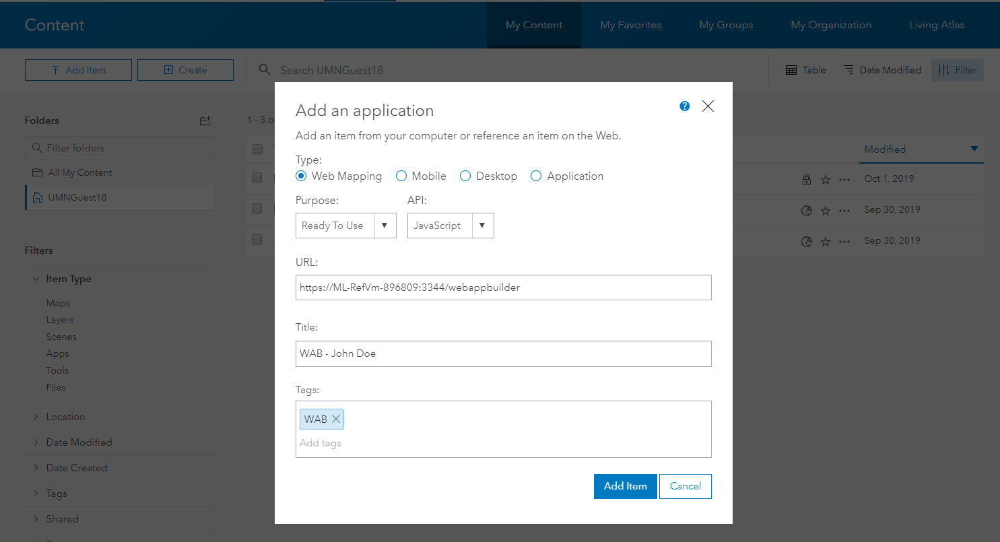 Content
My Content
My Favorites
My Groups
My Organization
Living Atlas
Add Item
Create
Search UMNGuest18
Table
Date Modified
Filter
Folders
Filter folders
All My Content
UMNGuest18
Filters
Item Type
Maps
Layers
Scenes
Apps
Tools
Files
Location
Date Modified
Date Created
Tags
Shared
1 - 3 of
Modified
Oct 1, 2019
Sep 30, 2019
Sep 30, 2019
Add an application
Add an item from your computer or reference an item on the Web.
Type:
Web Mapping Mobile Desktop Application
Purpose: API:
Ready To Use JavaScript
URL:
https://ML-RefVm-896809:3344/webappbuilder
Title:
WAB - John Doe
Tags:
WAB
Add tags
Add Item Cancel